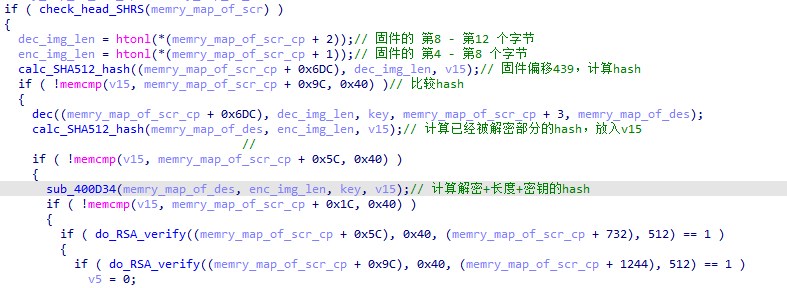 if ( check_head_SHRS(memry_map_of_scr) )
{
dec_img_len = htonl(*(memry_map_of_scr_cp + 2));// 固件的 第8 - 第12 个字节
enc_img_len = htonl(*(memry_map_of_scr_cp + 1));// 固件的 第4 - 第8 个字节
calc_SHA512_hash((memry_map_of_scr_cp + 0x6DC), dec_img_len, v15);// 固件偏移439，计算hash
if ( !memcmp(v15, memry_map_of_scr_cp + 0x9C, 0x40) )// 比较hash
{
dec((memry_map_of_scr_cp + 0x6DC), dec_img_len, key, memry_map_of_scr_cp + 3, memry_map_of_des);
calc_SHA512_hash(memry_map_of_des, enc_img_len, v15);// 计算已经被解密部分的hash，放入v15
//
if ( !memcmp(v15, memry_map_of_scr_cp + 0x5C, 0x40) )
{
sub_400D34(memry_map_of_des, enc_img_len, key, v15);// 计算解密+长度+密钥的hash
if ( !memcmp(v15, memry_map_of_scr_cp + 0x1C, 0x40) )
{
if ( do_RSA_verify((memry_map_of_scr_cp + 0x5C), 0x40, (memry_map_of_scr_cp + 732), 512) == 1 )
{
if ( do_RSA_verify((memry_map_of_scr_cp + 0x9C), 0x40, (memry_map_of_scr_cp + 1244), 512) == 1 )
v5 = 0;